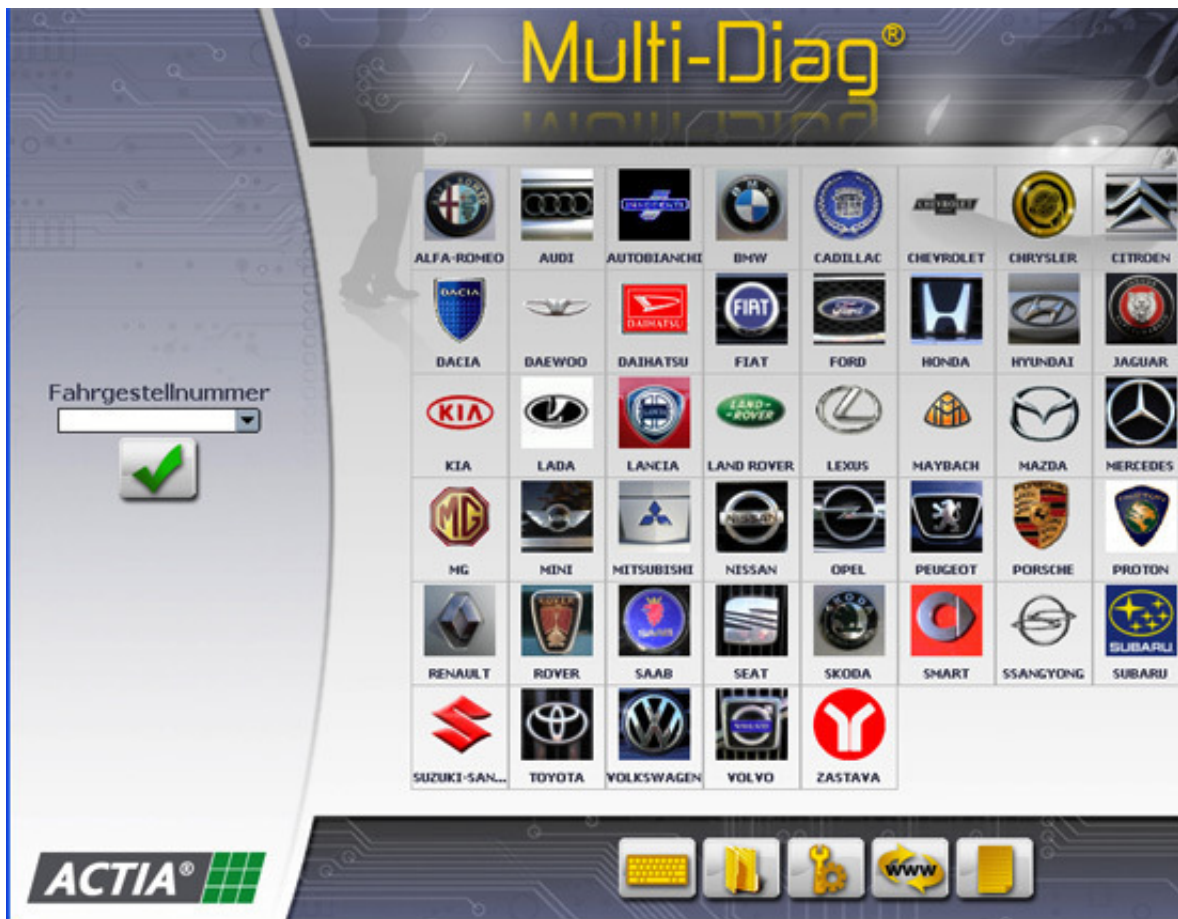 Multi-Diag®
ALFA-ROMEO AUDI AUTOBIANCHI BMW CADILLAC CHEVROLET CHRYSLER CITROEN
DACIA DAEWOO DAIHATSU FIAT FORD HONDA HYUNDAI JAGUAR
Fahrgestellnummer
KIA LADA LANCIA LAND ROVER LEXUS MAYBACH MAZDA MERCEDES
MG MINI MITSUBISHI NISSAN OPEL PEUGEOT PORSCHE PROTON
RENAULT ROVER SAAB SEAT SKODA SMART SSANGYONG SUBARU
SUZUKI-SAN... TOYOTA VOLKSWAGEN VOLVO ZASTAVA
ACTIA®
www